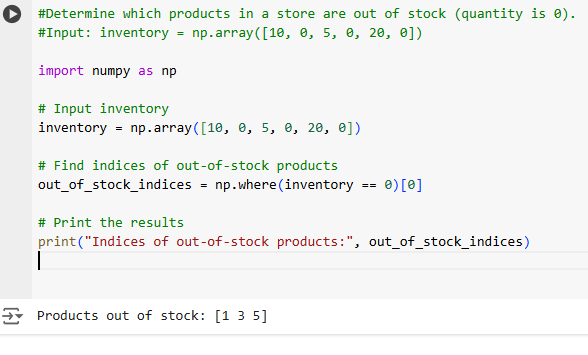 #Determine which products in a store are out of stock (quantity is 0).
#Input: inventory = np.array([10, 0, 5, 0, 20, 0])
import numpy as np
# Input inventory
inventory = np.array([10, 0, 5, 0, 20, 0])
# Find indices of out-of-stock products
out_of_stock_indices = np.where(inventory == 0)[0]
# Print the results
print("Indices of out-of-stock products:", out_of_stock_indices)
Products out of stock: [1 3 5]